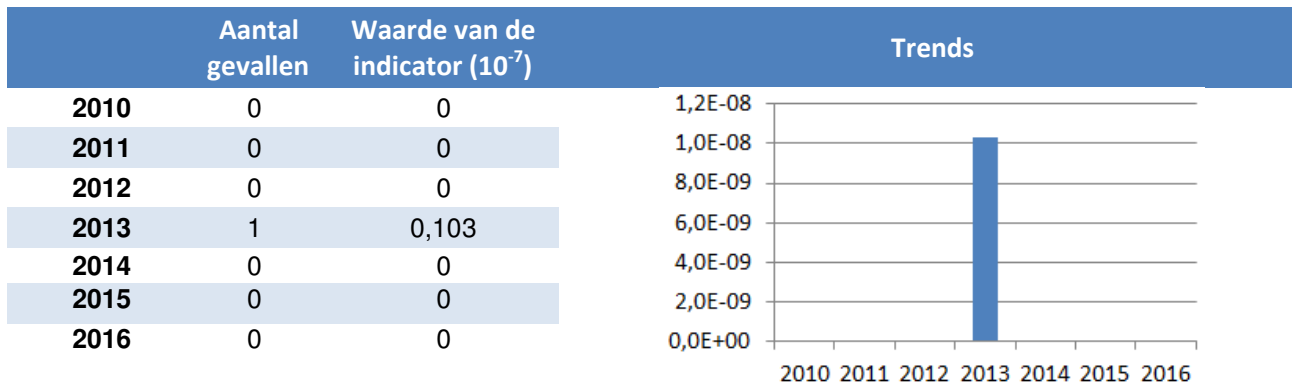 Aantal gevallen Waarde van de indicator (10⁻⁷) Trends
2010 0 0
2011 0 0
2012 0 0
2013 1 0,103
2014 0 0
2015 0 0
2016 0 0
1,2E-08
1,0E-08
8,0E-09
6,0E-09
4,0E-09
2,0E-09
0,0E+00
2010 2011 2012 2013 2014 2015 2016